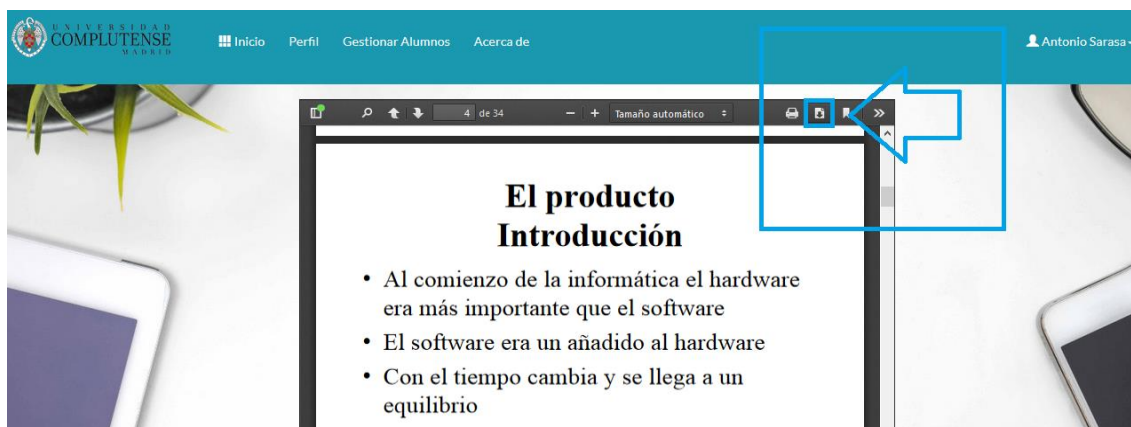 UNIVERSIDAD
COMPLUTENSE
MADRID
Inicio Perfil Gestionar Alumnos Acerca de Antonio Sarasa
4 de 34 − + Tamaño automático
El producto
Introducción
• Al comienzo de la informática el hardware
era más importante que el software
• El software era un añadido al hardware
• Con el tiempo cambia y se llega a un
equilibrio